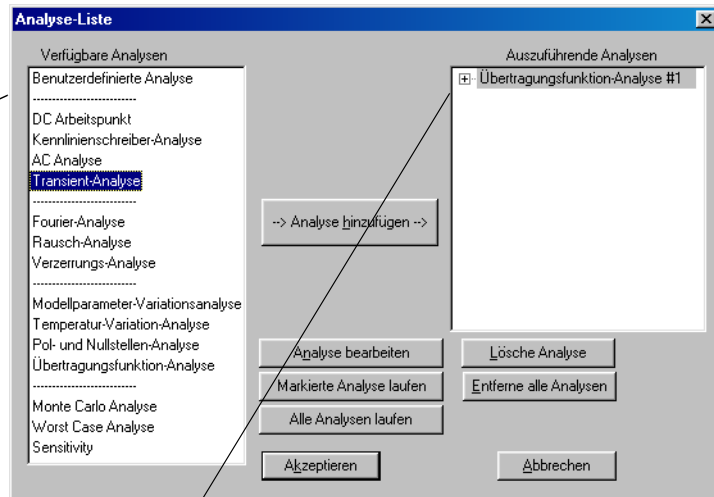 Analyse-Liste
Verfügbare Analysen
Benutzerdefinierte Analyse
--------------------------
DC Arbeitspunkt
Kennlinienschreiber-Analyse
AC Analyse
Transient-Analyse
--------------------------
Fourier-Analyse
Rausch-Analyse
Verzerrungs-Analyse
--------------------------
Modellparameter-Variationsanalyse
Temperatur-Variation-Analyse
Pol- und Nullstellen-Analyse
Übertragungsfunktion-Analyse
--------------------------
Monte Carlo Analyse
Worst Case Analyse
Sensitivity
--> Analyse hinzufügen -->
Auszuführende Analysen
Übertragungsfunktion-Analyse #1
Analyse bearbeiten
Lösche Analyse
Markierte Analyse laufen
Entferne alle Analysen
Alle Analysen laufen
Akzeptieren
Abbrechen